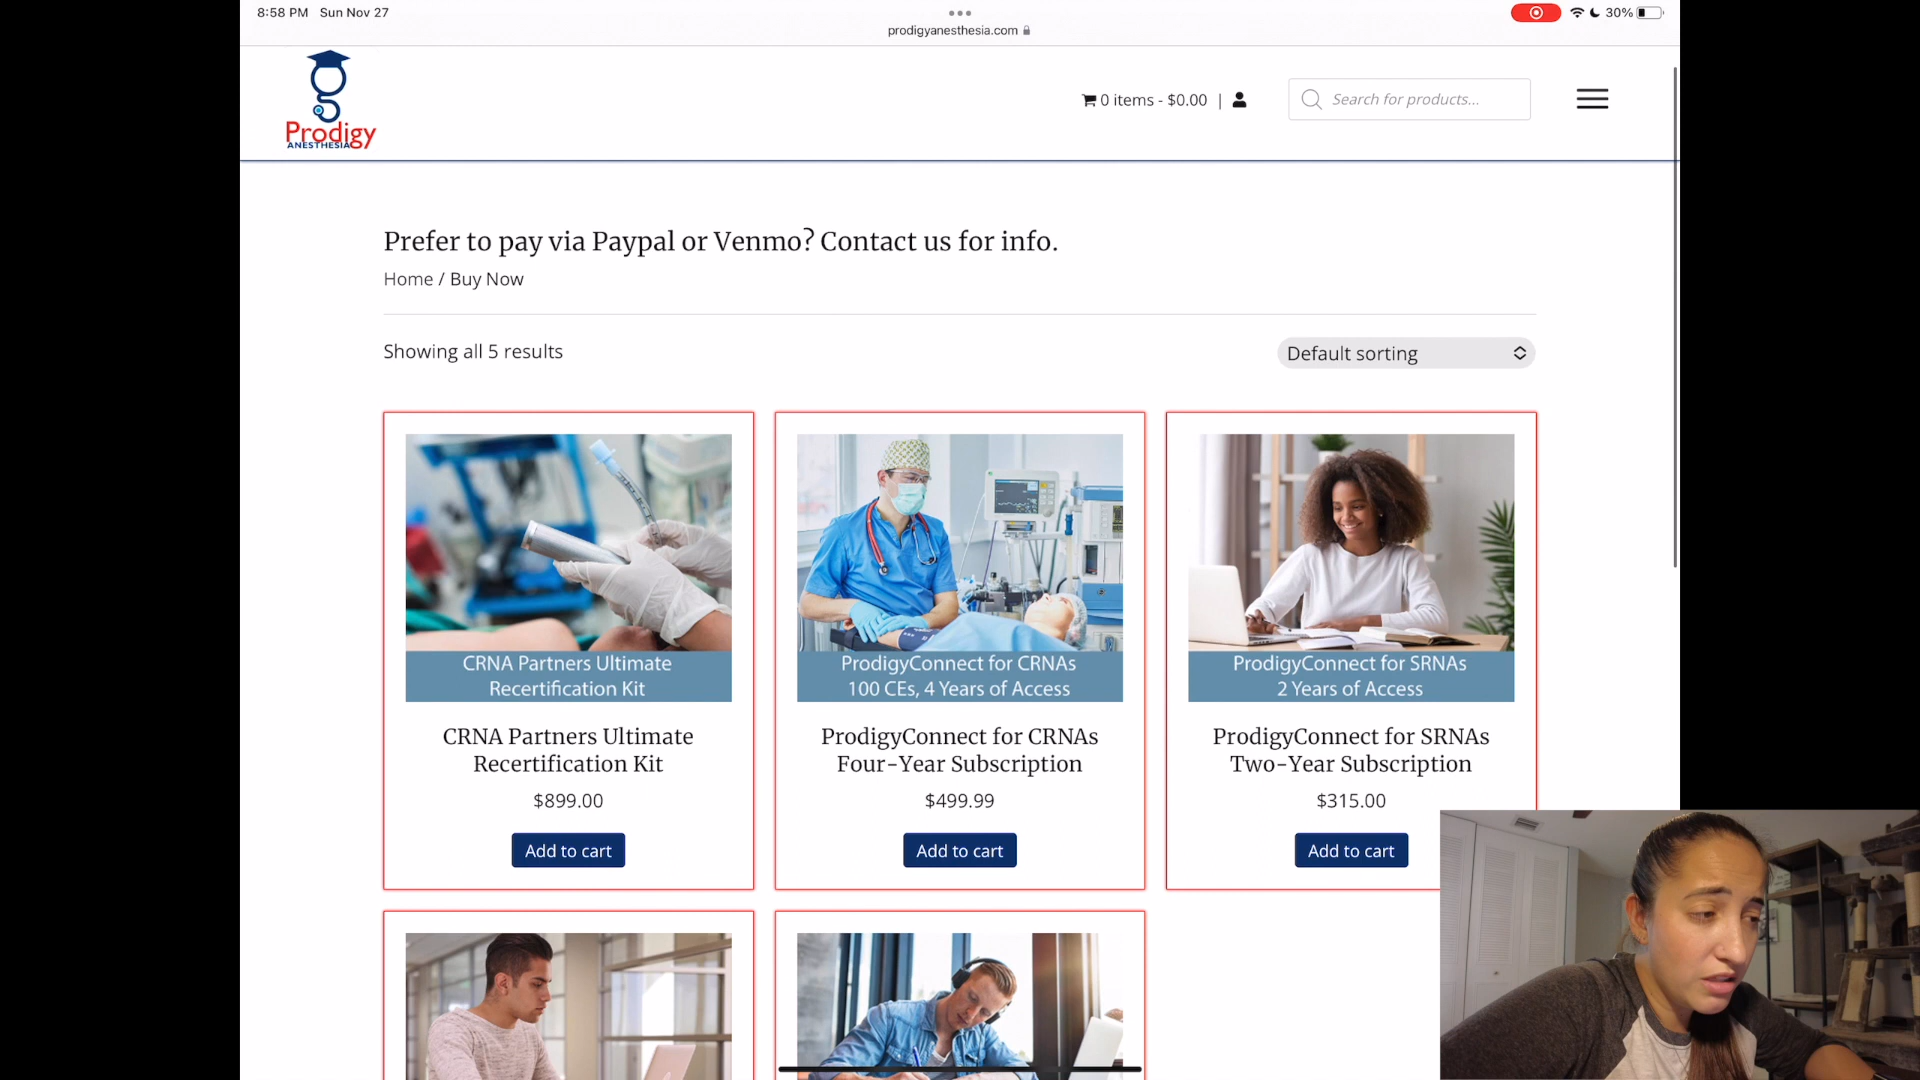 8:58 PM Sun Nov 27
30%
prodigyanesthesia.com
Prodigy
ANESTHESIA
0 items - $0.00 |
Search for products...
Prefer to pay via Paypal or Venmo? Contact us for info.
Home / Buy Now
Showing all 5 results
Default sorting
CRNA Partners Ultimate
Recertification Kit
ProdigyConnect for CRNAs
100 CEs, 4 Years of Access
ProdigyConnect for SRNAs
2 Years of Access
CRNA Partners Ultimate
Recertification Kit
$899.00
Add to cart
ProdigyConnect for CRNAs
Four-Year Subscription
$499.99
Add to cart
ProdigyConnect for SRNAs
Two-Year Subscription
$315.00
Add to cart